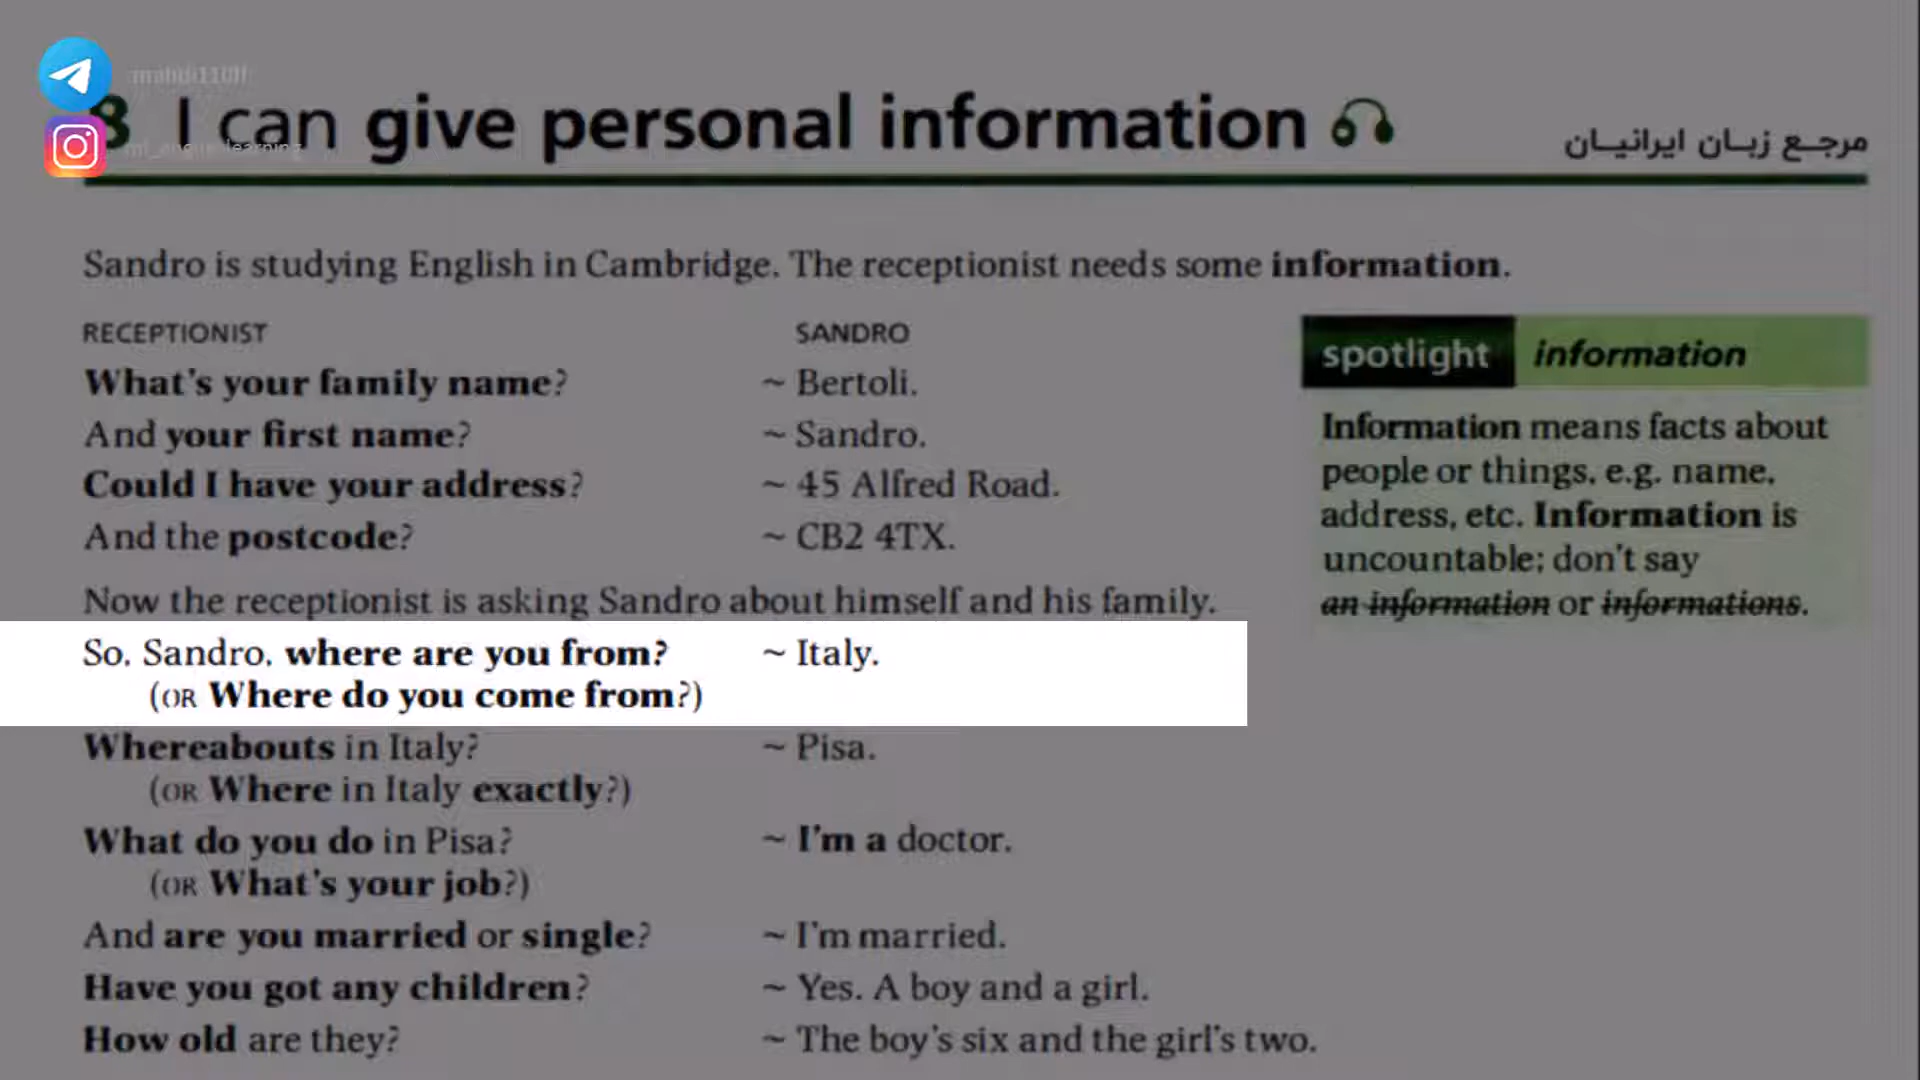 mahdi110ff
8 I can give personal information
مرجع زبان ایرانیان
Sandro is studying English in Cambridge. The receptionist needs some information.
RECEPTIONIST SANDRO
What's your family name? ~ Bertoli.
And your first name? ~ Sandro.
Could I have your address? ~ 45 Alfred Road.
And the postcode? ~ CB2 4TX.
Now the receptionist is asking Sandro about himself and his family.
So, Sandro, where are you from? ~ Italy.
(OR Where do you come from?)
Whereabouts in Italy? ~ Pisa.
(OR Where in Italy exactly?)
What do you do in Pisa? ~ I'm a doctor.
(OR What's your job?)
And are you married or single? ~ I'm married.
Have you got any children? ~ Yes. A boy and a girl.
How old are they? ~ The boy's six and the girl's two.
spotlight information
Information means facts about
people or things, e.g. name,
address, etc. Information is
uncountable; don't say
an information or informations.